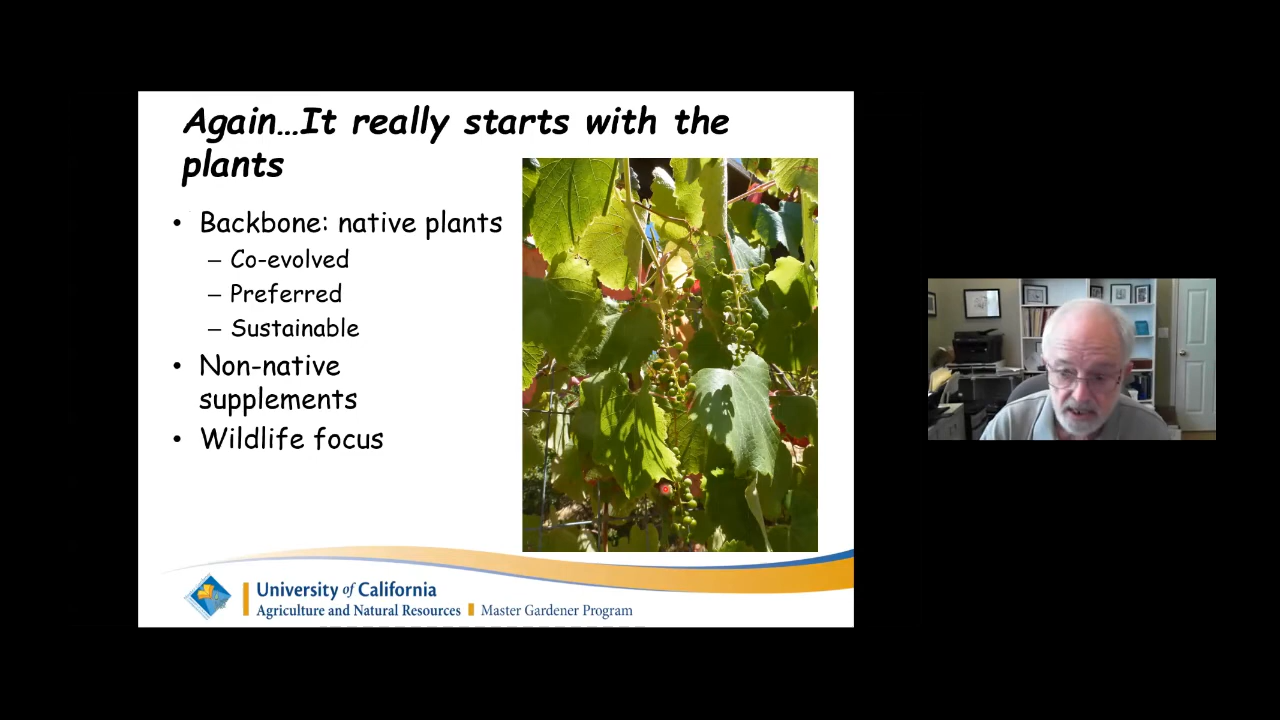 Again…It really starts with the
plants
• Backbone: native plants
– Co-evolved
– Preferred
– Sustainable
• Non-native
supplements
• Wildlife focus
University of California
Agriculture and Natural Resources | Master Gardener Program